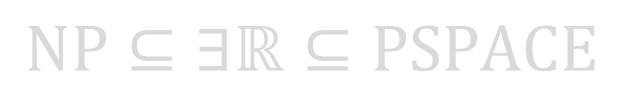 NP ⊆ ∃ℝ ⊆ PSPACE